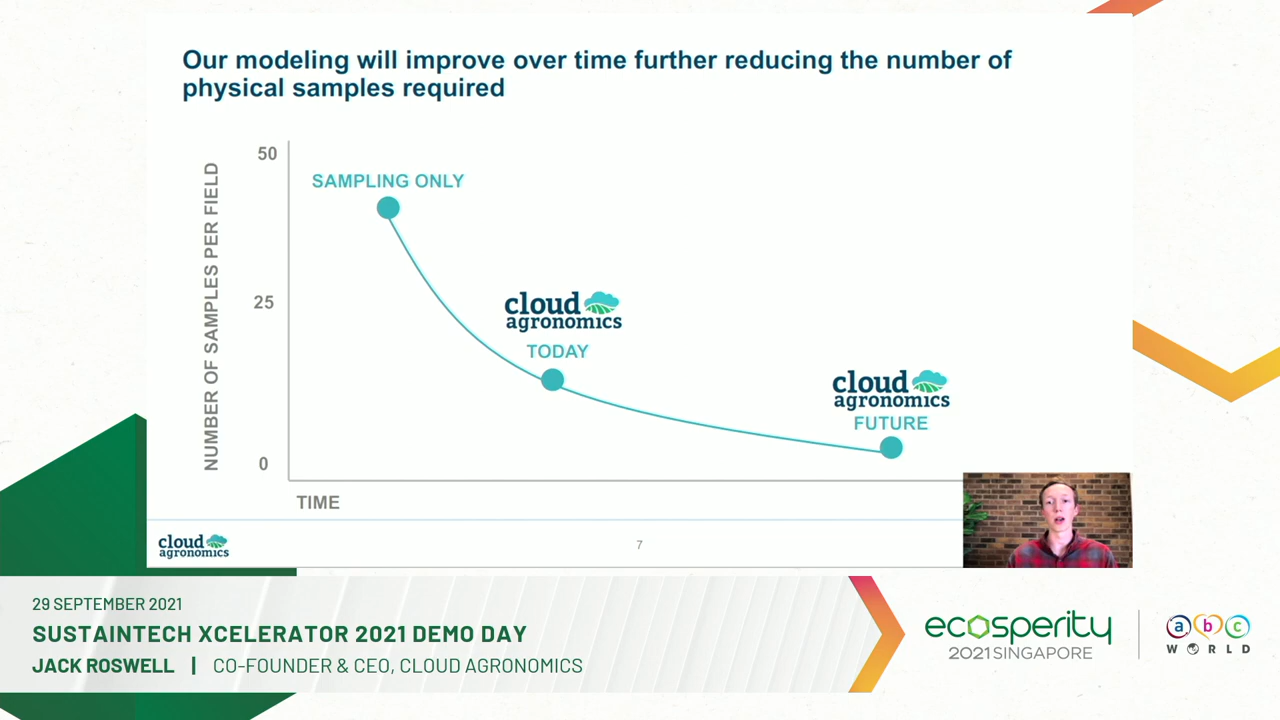 Our modeling will improve over time further reducing the number of
physical samples required
NUMBER OF SAMPLES PER FIELD
50
25
0
SAMPLING ONLY
cloud
agronomics
TODAY
cloud
agronomics
FUTURE
TIME
cloud
agronomics
7
29 SEPTEMBER 2021
SUSTAINTECH XCELERATOR 2021 DEMO DAY
JACK ROSWELL | CO-FOUNDER & CEO, CLOUD AGRONOMICS
ecosperity
2021 SINGAPORE
abc
WORLD